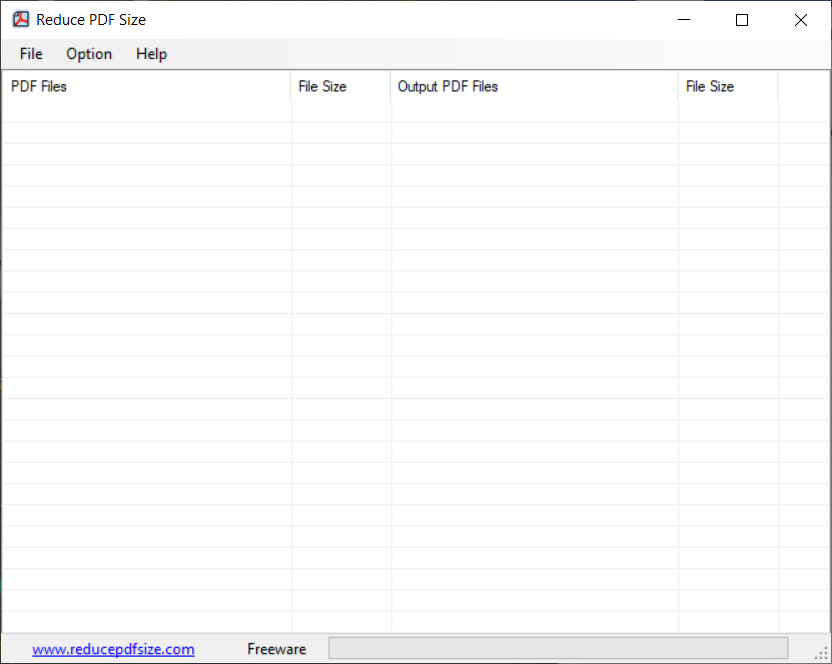 Reduce PDF Size
File Option Help
PDF Files File Size Output PDF Files File Size
www.reducepdfsize.com Freeware